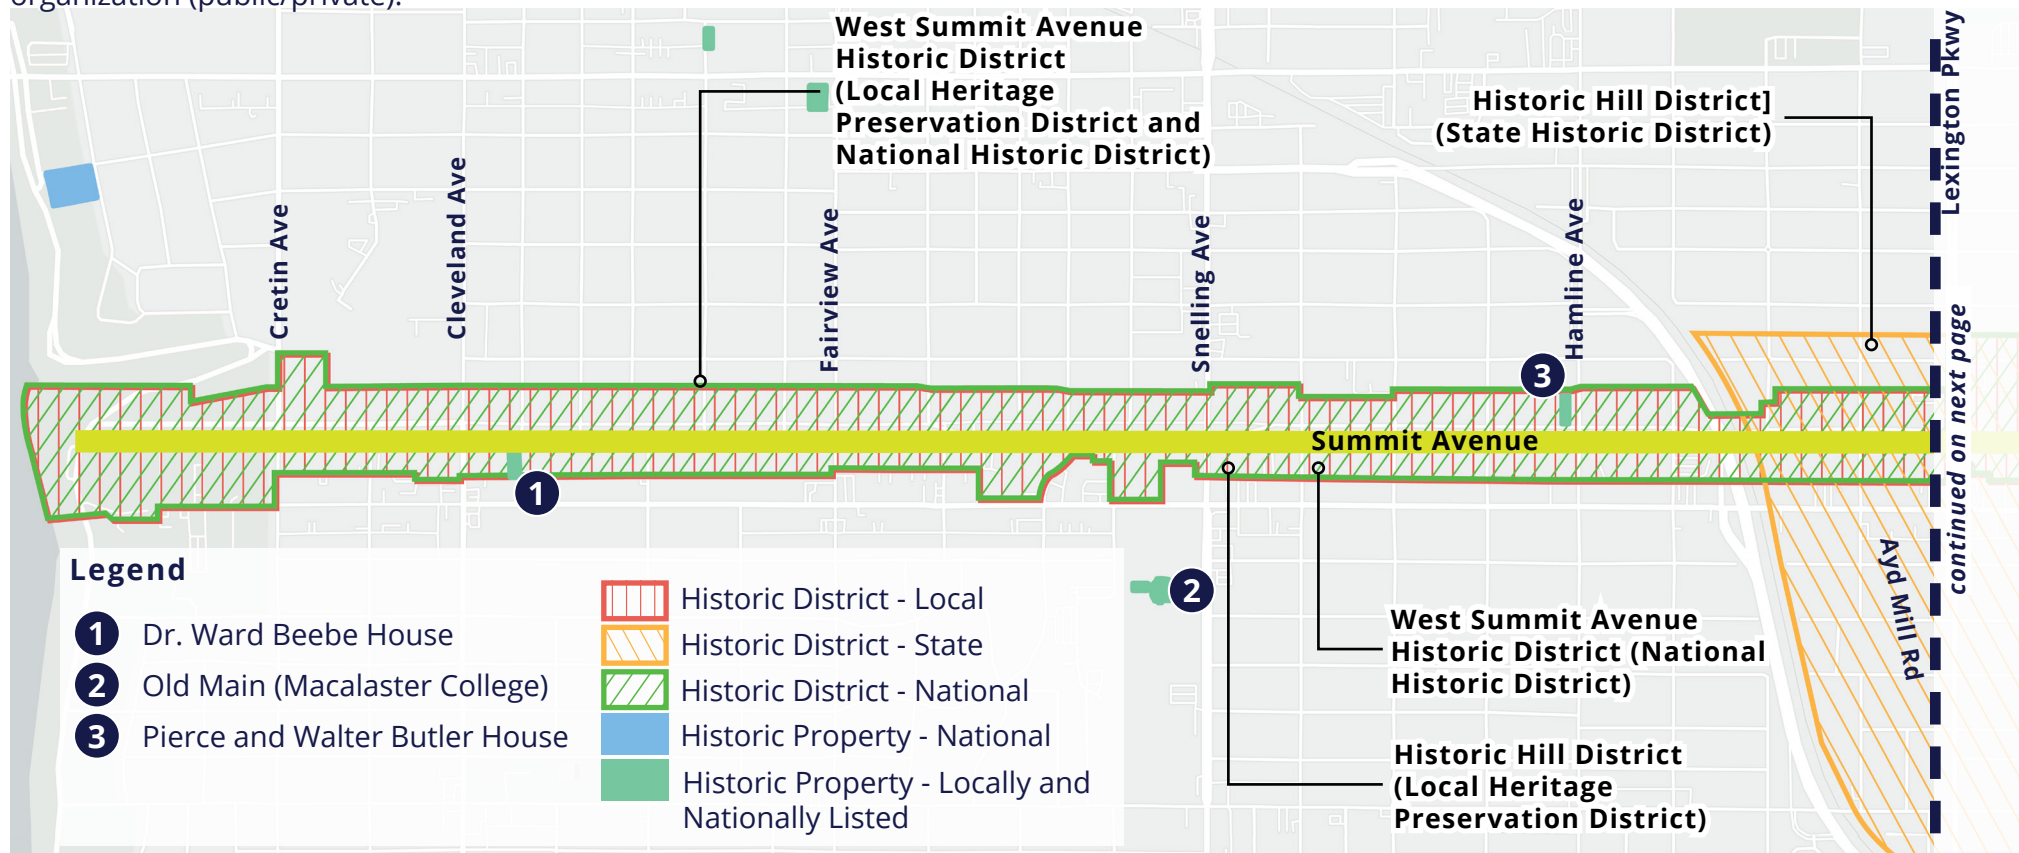 organization (public/private).
West Summit Avenue
Historic District
(Local Heritage
Preservation District and
National Historic District)
Historic Hill District]
(State Historic District)
Lexington Pkwy
Cretin Ave
Cleveland Ave
Fairview Ave
Snelling Ave
Hamline Ave
3
Summit Avenue
1
continued on next page
Ayd Mill Rd
2
Legend
1 Dr. Ward Beebe House
2 Old Main (Macalaster College)
3 Pierce and Walter Butler House
Historic District - Local
Historic District - State
Historic District - National
Historic Property - National
Historic Property - Locally and
Nationally Listed
West Summit Avenue
Historic District (National
Historic District)
Historic Hill District
(Local Heritage
Preservation District)